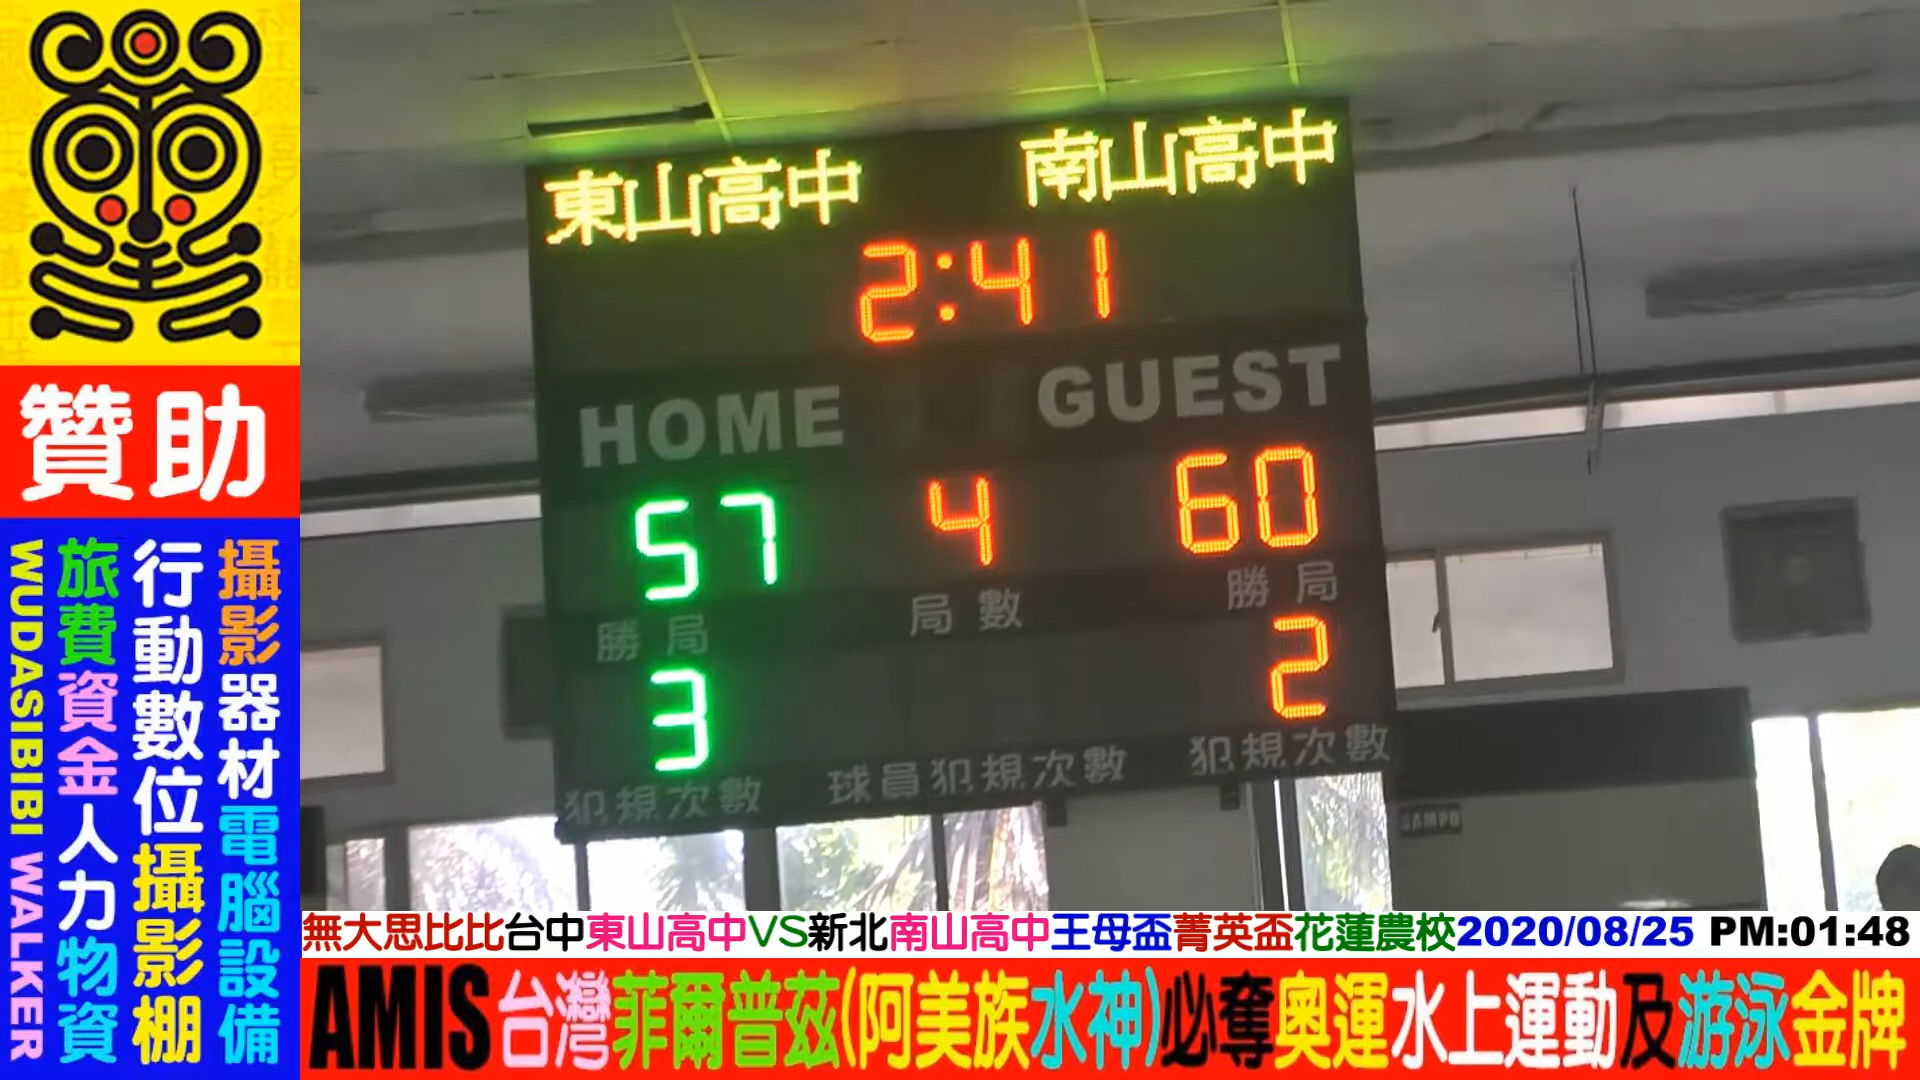 東山高中 南山高中
2:41
HOME GUEST
57 4 60
勝局 局數 勝局
3 2
犯規次數 球員犯規次數 犯規次數
SAMPO
贊助
攝影器材電腦設備
行動數位攝影棚
旅費資金人力物資
WUDASIBIBI WALKER
無大思比比台中東山高中VS新北南山高中王母盃菁英盃花蓮農校2020/08/25 PM:01:48
AMIS台灣菲爾普茲(阿美族水神)必奪奧運水上運動及游泳金牌